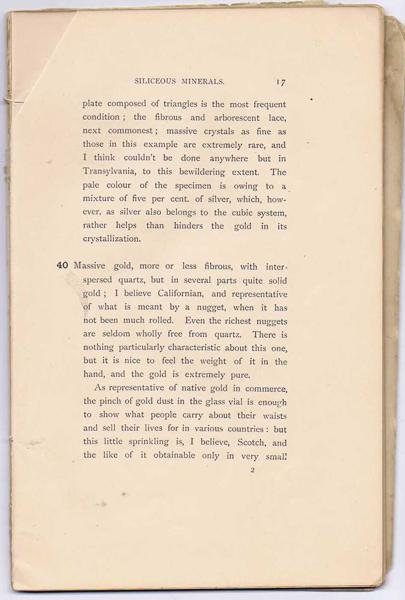 SILICEOUS MINERALS. 17
plate composed of triangles is the most frequent
condition ; the fibrous and arborescent lace,
next commonest ; massive crystals as fine as
those in this example are extremely rare, and
I think couldn't be done anywhere but in
Transylvania, to this bewildering extent. The
pale colour of the specimen is owing to a
mixture of five per cent. of silver, which, how-
ever, as silver also belongs to the cubic system,
rather helps than hinders the gold in its
crystallization.
40 Massive gold, more or less fibrous, with inter-
spersed quartz, but in several parts quite solid
gold ; I believe Californian, and representative
of what is meant by a nugget, when it has
not been much rolled. Even the richest nuggets
are seldom wholly free from quartz. There is
nothing particularly characteristic about this one,
but it is nice to feel the weight of it in the
hand, and the gold is extremely pure.
As representative of native gold in commerce,
the pinch of gold dust in the glass vial is enough
to show what people carry about their waists
and sell their lives for in various countries : but
this little sprinkling is, I believe, Scotch, and
the like of it obtainable only in very small
2